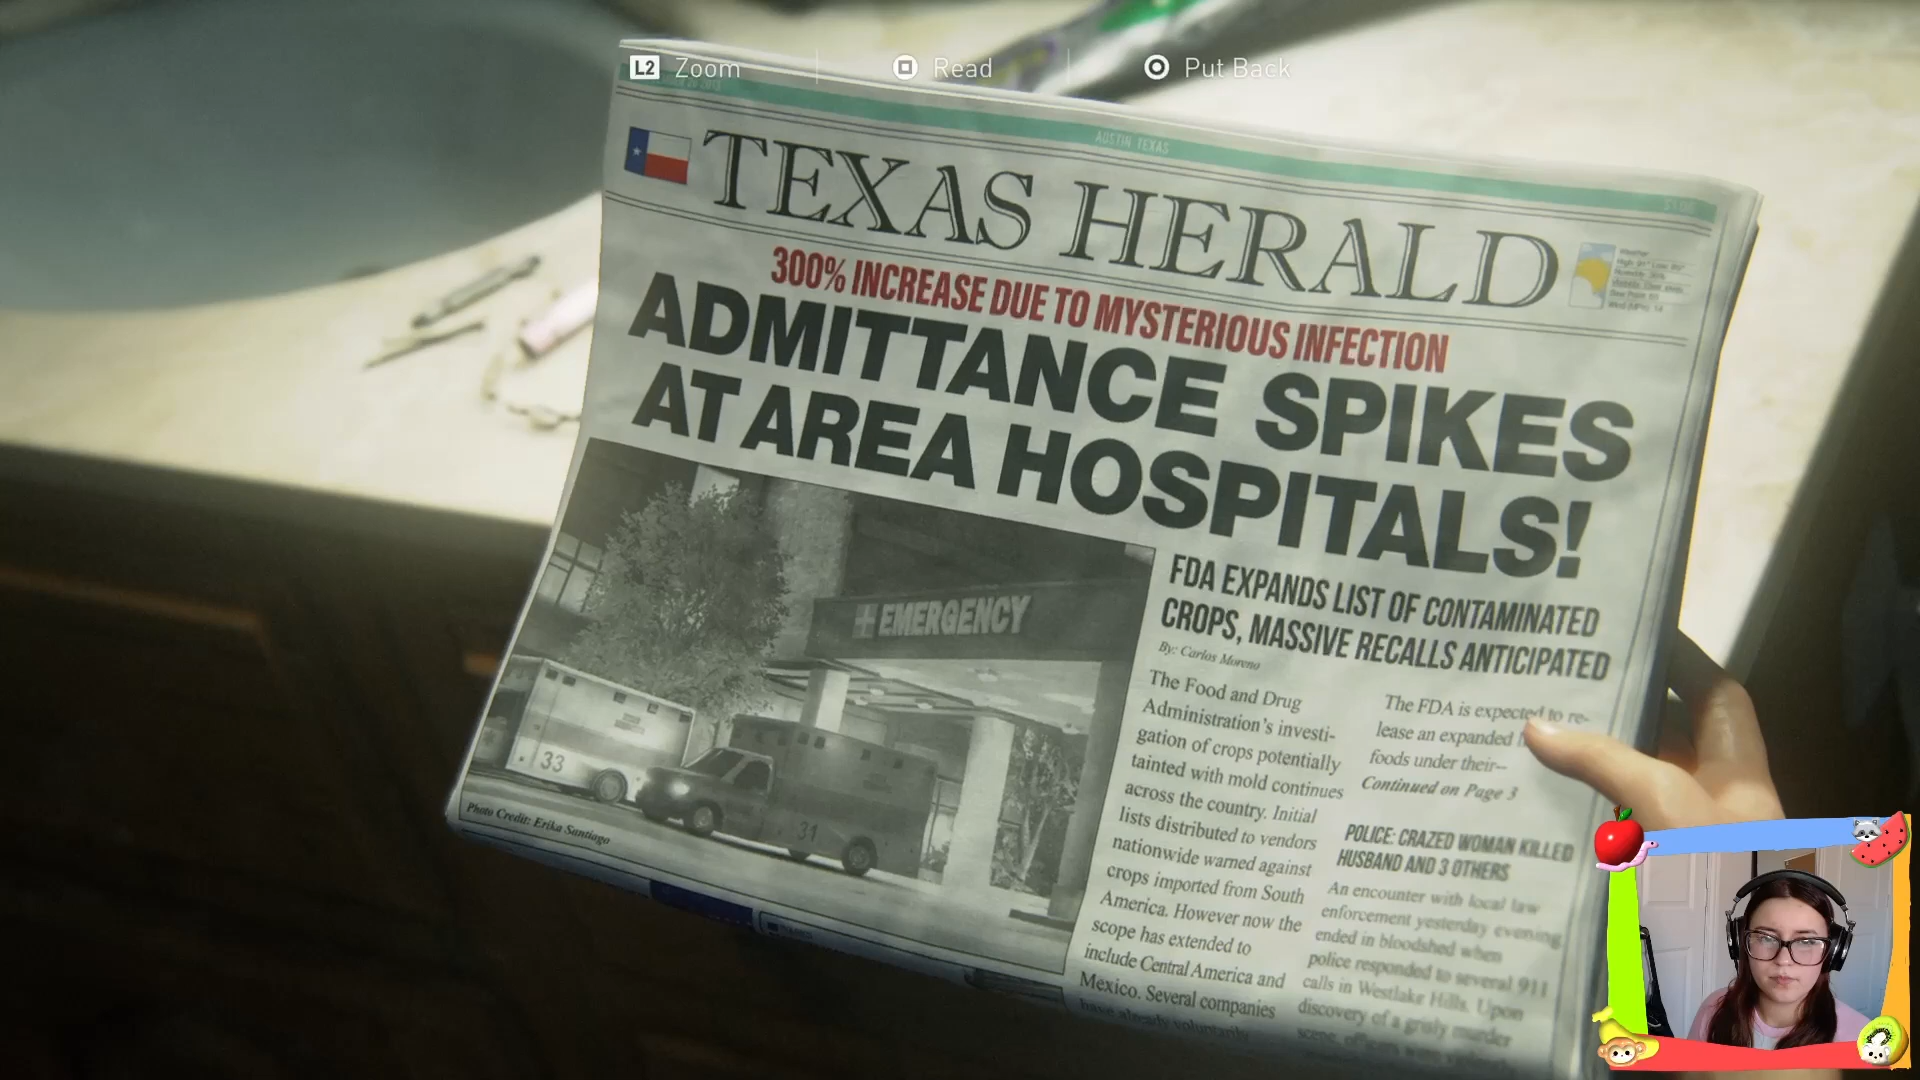 L2 Zoom
Read
Put Back
AUSTIN TEXAS
TEXAS HERALD
300% INCREASE DUE TO MYSTERIOUS INFECTION
ADMITTANCE SPIKES
AT AREA HOSPITALS!
EMERGENCY
33
31
Photo Credit: Erika Santiago
FDA EXPANDS LIST OF CONTAMINATED
CROPS, MASSIVE RECALLS ANTICIPATED
By: Carlos Moreno
The Food and Drug
Administration's investi-
gation of crops potentially
tainted with mold continues
across the country. Initial
lists distributed to vendors
nationwide warned against
crops imported from South
America. However now the
scope has extended to
include Central America and
Mexico. Several companies
have already voluntarily
The FDA is expected to re-
lease an expanded
foods under their--
Continued on Page 3
POLICE: CRAZED WOMAN KILLED
HUSBAND AND 3 OTHERS
An encounter with local law
enforcement yesterday evening
ended in bloodshed when
police responded to several 911
calls in Westlake Hills. Upon
discovery of a grisly murder